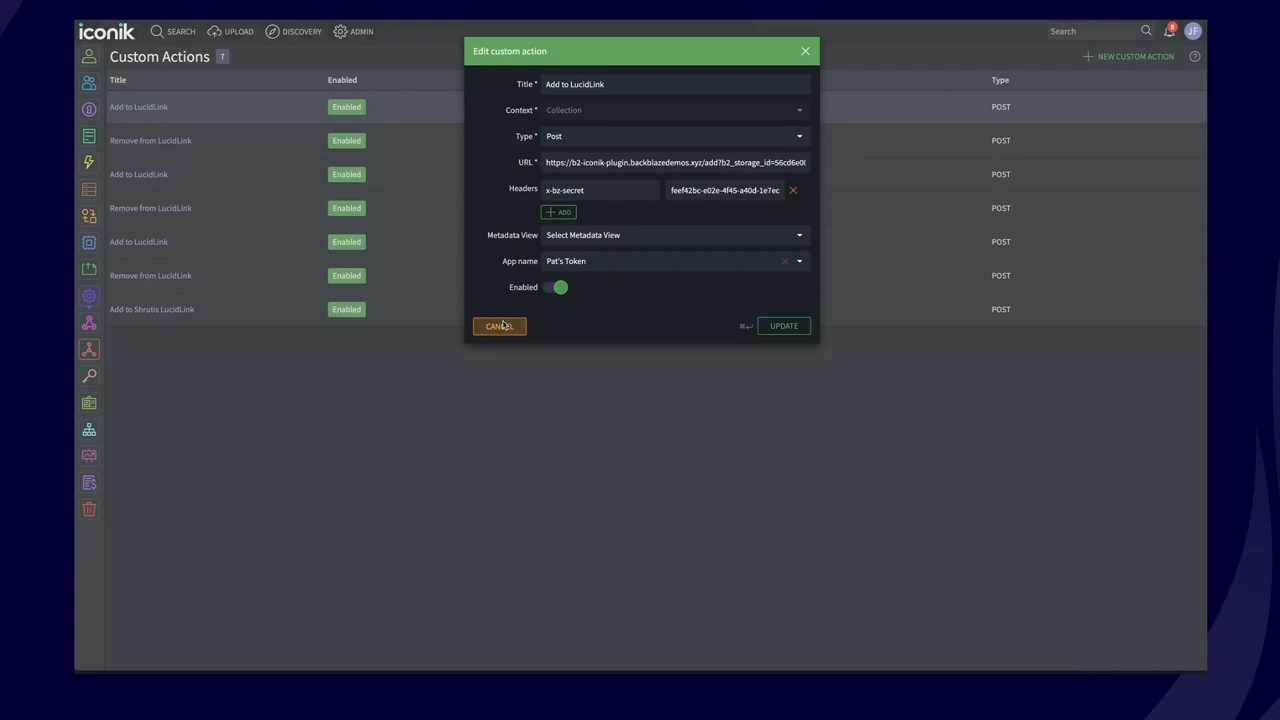 iconik SEARCH UPLOAD DISCOVERY ADMIN Search 8 JF
Custom Actions 7 NEW CUSTOM ACTION ?
Title Enabled Type
Add to LucidLink Enabled POST
Remove from LucidLink Enabled POST
Add to LucidLink Enabled POST
Remove from LucidLink Enabled POST
Add to LucidLink Enabled POST
Remove from LucidLink Enabled POST
Add to Shrutis LucidLink Enabled POST
Edit custom action
Title * Add to LucidLink
Context * Collection
Type * Post
URL * https://b2-iconik-plugin.backblazedemos.xyz/add?b2_storage_id=56cd6e0
Headers x-bz-secret feef42bc-e02e-4f45-a40d-1e7ec
ADD
Metadata View Select Metadata View
App name Pat's Token
Enabled
CANCEL ⌘↵ UPDATE